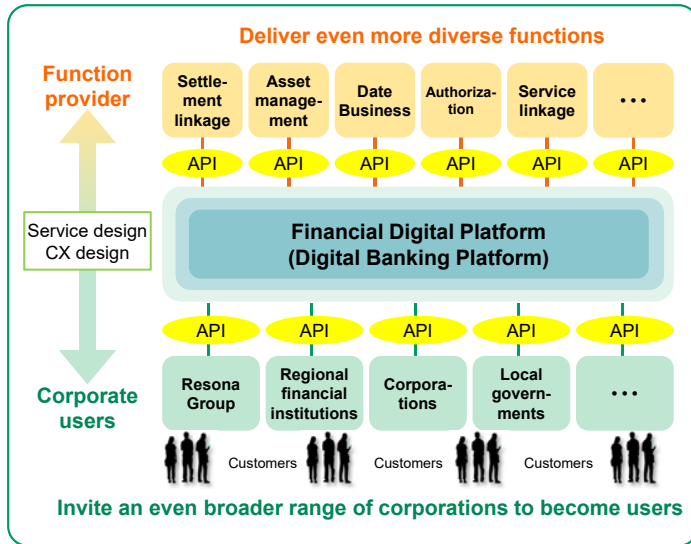 Deliver even more diverse functions
Function
provider
Settle-
ment
linkage
Asset
manage-
ment
Date
Business
Authoriza-
tion
Service
linkage
...
API
API
API
API
API
API
Service design
CX design
Financial Digital Platform
(Digital Banking Platform)
API
API
API
API
API
Corporate
users
Resona
Group
Regional
financial
institutions
Corpora-
tions
Local
govern-
ments
...
Customers
Customers
Customers
Invite an even broader range of corporations to become users